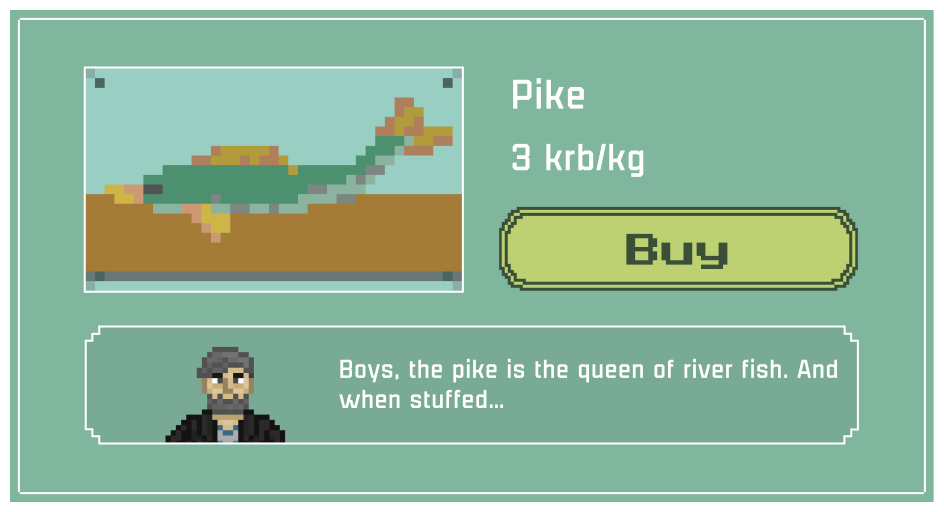 Pike
3 krb/kg
Buy
Boys, the pike is the queen of river fish. And
when stuffed...